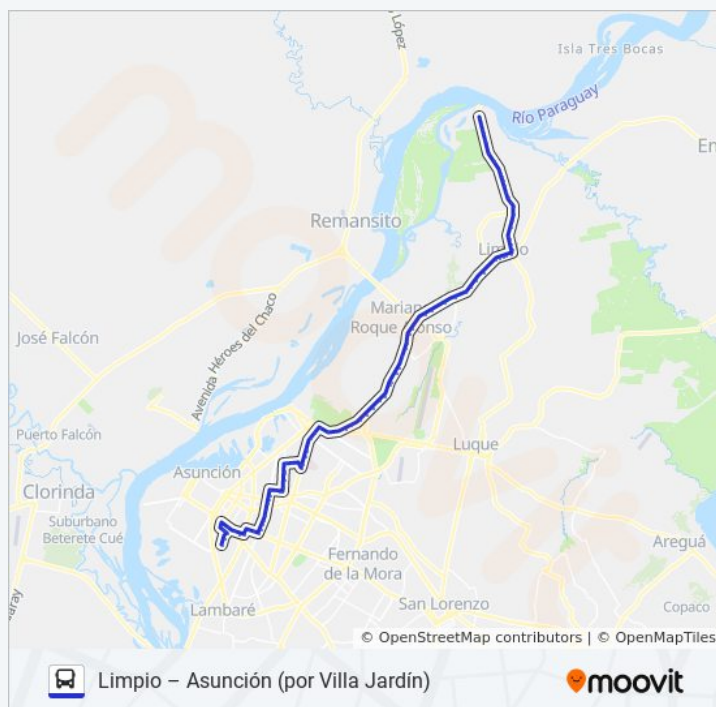 López
Isla Tres Bocas
Río Paraguay
Em
Remansito
Limpio
Avenida Héroes del Chaco
Mariano
Roque Alonso
José Falcón
Puerto Falcón
Luque
Asunción
Clorinda
Suburbano
Beterete Cué
Fernando
de la Mora
Areguá
Lambaré
San Lorenzo
Copaco
garay
© OpenStreetMap contributors | © OpenMapTiles
Limpio – Asunción (por Villa Jardín)
moovit